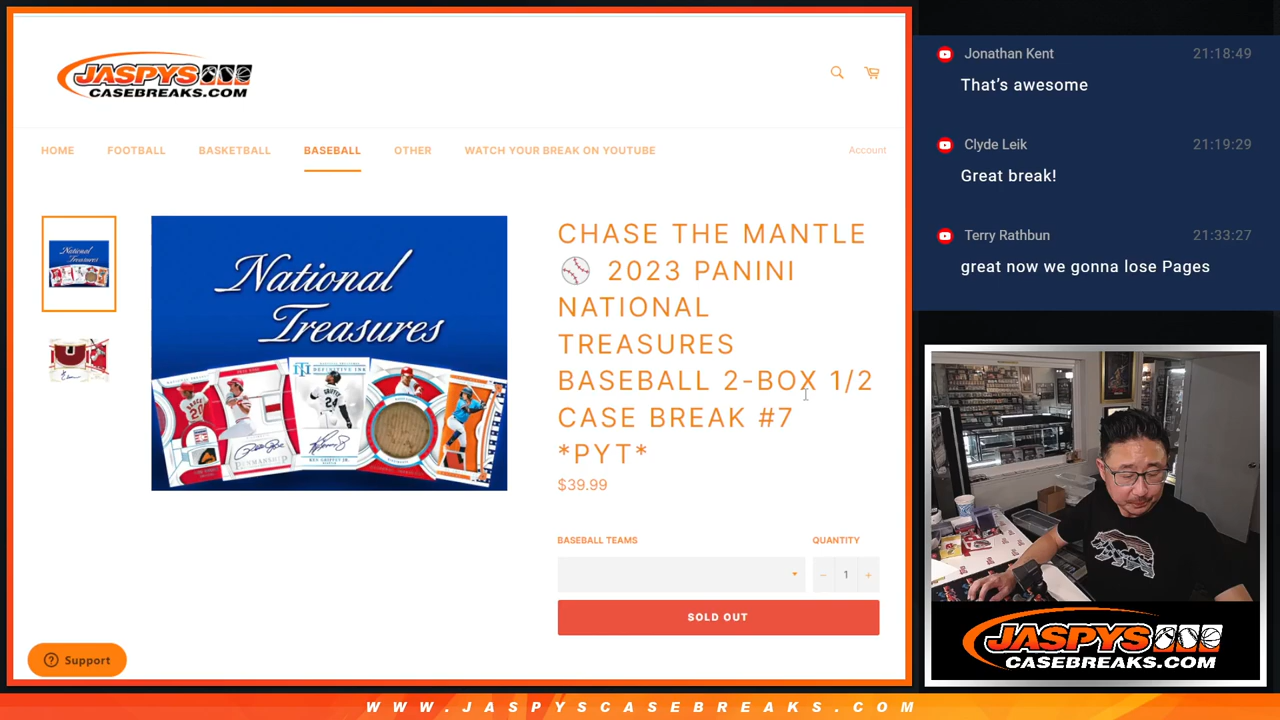 JASPYS
CASEBREAKS.COM
HOME
FOOTBALL
BASKETBALL
BASEBALL
OTHER
WATCH YOUR BREAK ON YOUTUBE
Account
National
Treasures
CHASE THE MANTLE
⚾ 2023 PANINI
NATIONAL
TREASURES
BASEBALL 2-BOX 1/2
CASE BREAK #7
*PYT*
$39.99
BASEBALL TEAMS
QUANTITY
1
SOLD OUT
Support
Jonathan Kent 21:18:49
That’s awesome
Clyde Leik 21:19:29
Great break!
Terry Rathbun 21:33:27
great now we gonna lose Pages
JASPYS
CASEBREAKS.COM
WWW.JASPYSCASEBREAKS.COM